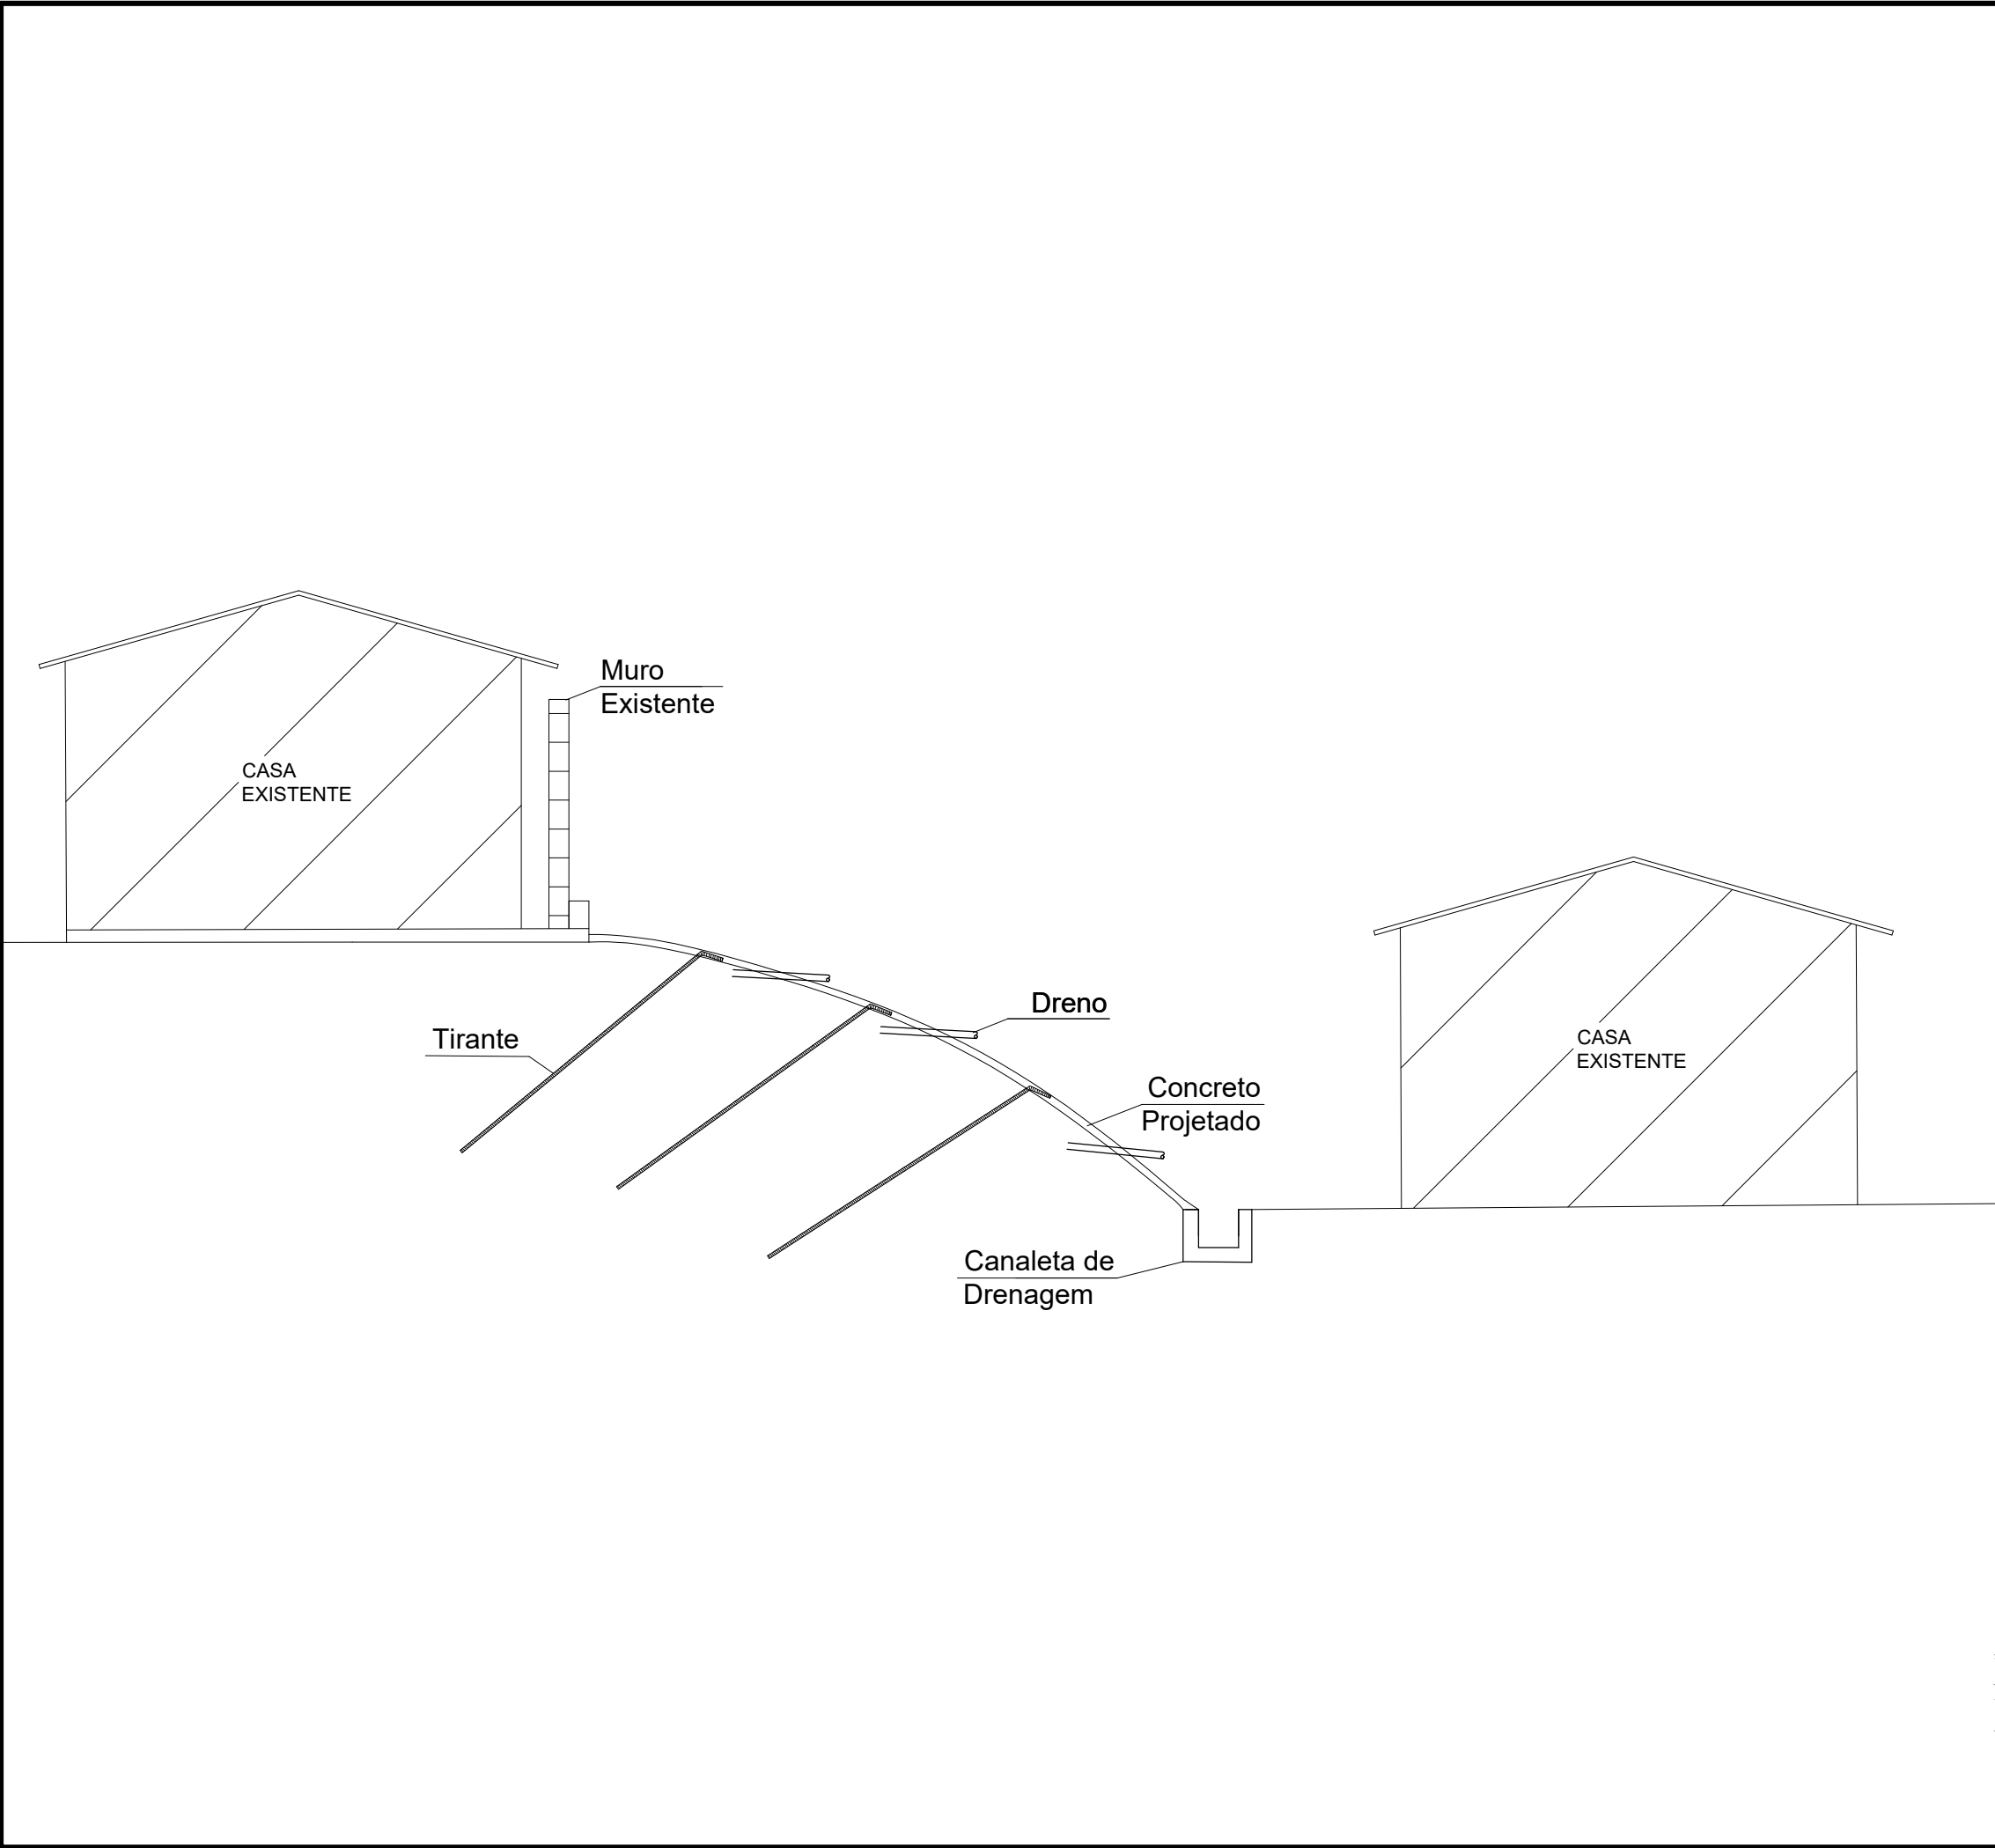 Muro
Existente
CASA
EXISTENTE
Dreno
Tirante
CASA
EXISTENTE
Concreto
Projetado
Canaleta de
Drenagem